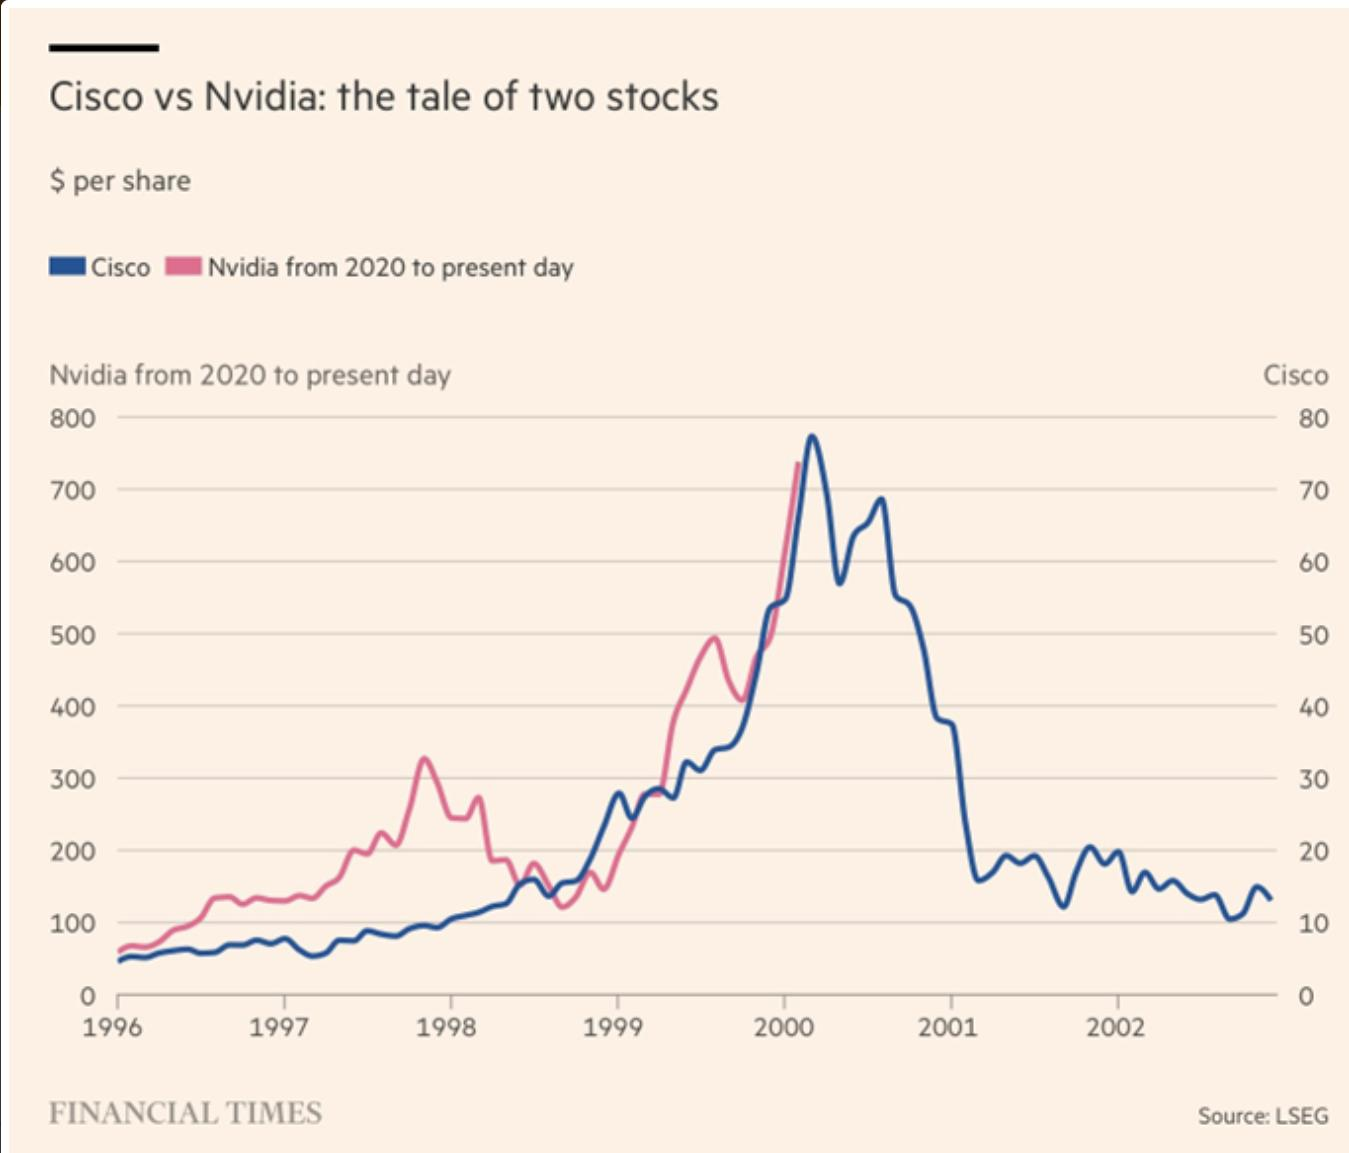 Cisco vs Nvidia: the tale of two stocks
$ per share
Cisco Nvidia from 2020 to present day
Nvidia from 2020 to present day Cisco
800 80
700 70
600 60
500 50
400 40
300 30
200 20
100 10
0 0
1996 1997 1998 1999 2000 2001 2002
FINANCIAL TIMES Source: LSEG